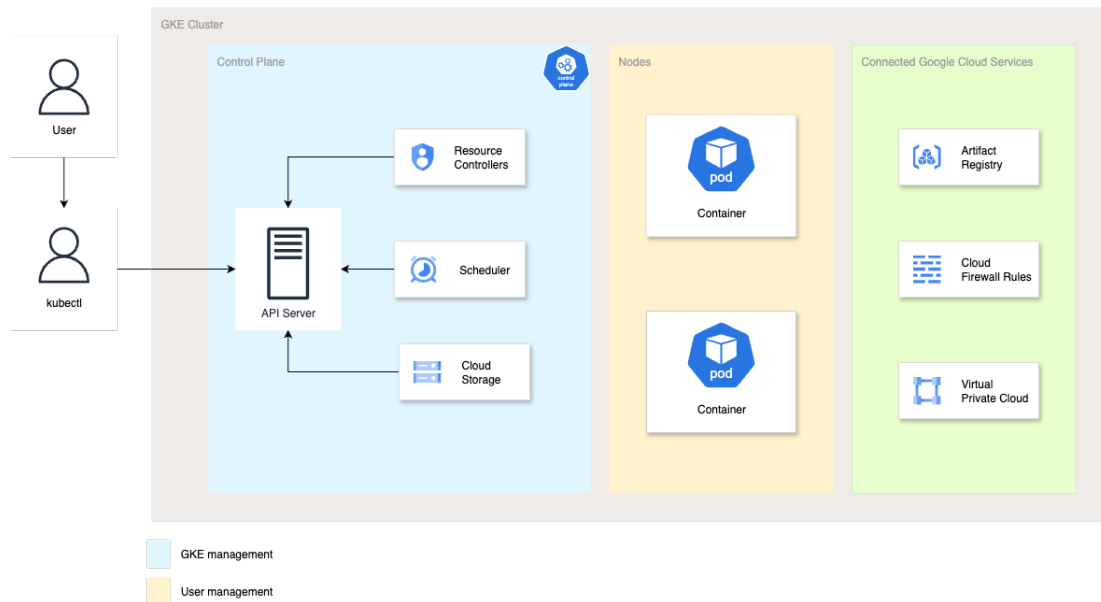 GKE Cluster
Control Plane
control
plane
Nodes
Connected Google Cloud Services
User
kubectl
API Server
Resource
Controllers
Scheduler
Cloud
Storage
pod
Container
pod
Container
Artifact
Registry
Cloud
Firewall Rules
Virtual
Private Cloud
GKE management
User management